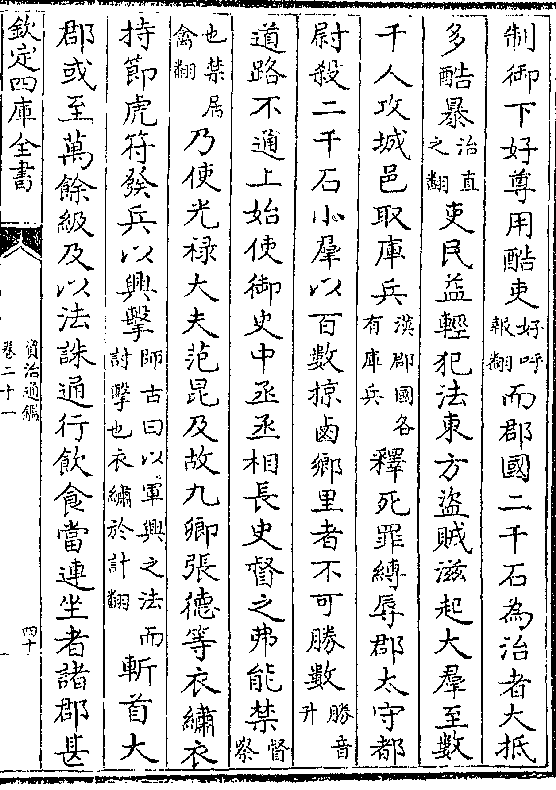 制御下好尊用酷吏好呼報翻而郡國二千石為治者大抵
多酷暴治直之翻吏民益輕犯法東方盜賊滋起大羣至數
千人攻城邑取庫兵漢郡國各有庫兵釋死罪縛辱郡太守都
尉殺二千石小羣以百數掠鹵鄉里者不可勝數勝音升
道路不通上始使御史中丞丞相長史督之弗能禁督察
也禁居禽翻乃使光禄大夫范昆及故九卿張德等衣繡衣
持節虎符發兵以興擊師古曰以軍興之法討擊也衣繡於計翻而斬首大
郡或至萬餘級及以法誅通行飲食當連坐者諸郡甚
欽定四庫全書
資治通鑑
卷二十一
四十